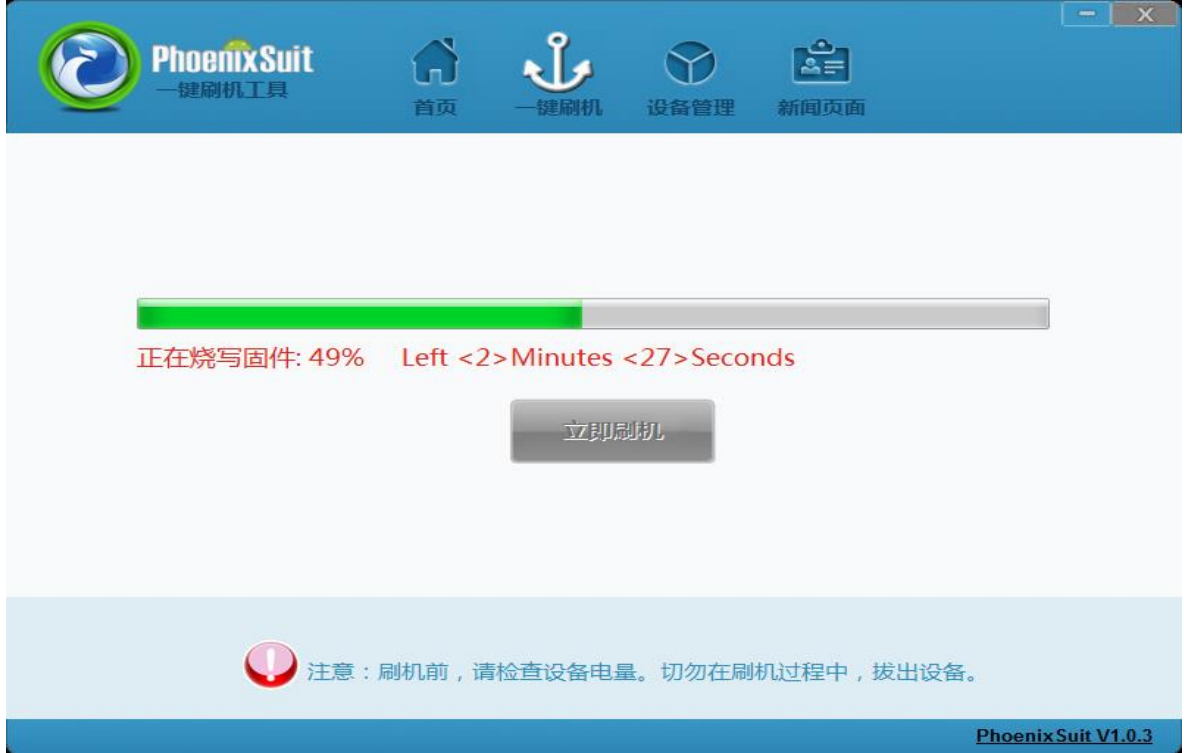 PhoenixSuit
一键刷机工具
首页
一键刷机
设备管理
新闻页面
正在烧写固件: 49% Left <2>Minutes <27>Seconds
立即刷机
注意：刷机前，请检查设备电量。切勿在刷机过程中，拔出设备。
PhoenixSuit V1.0.3